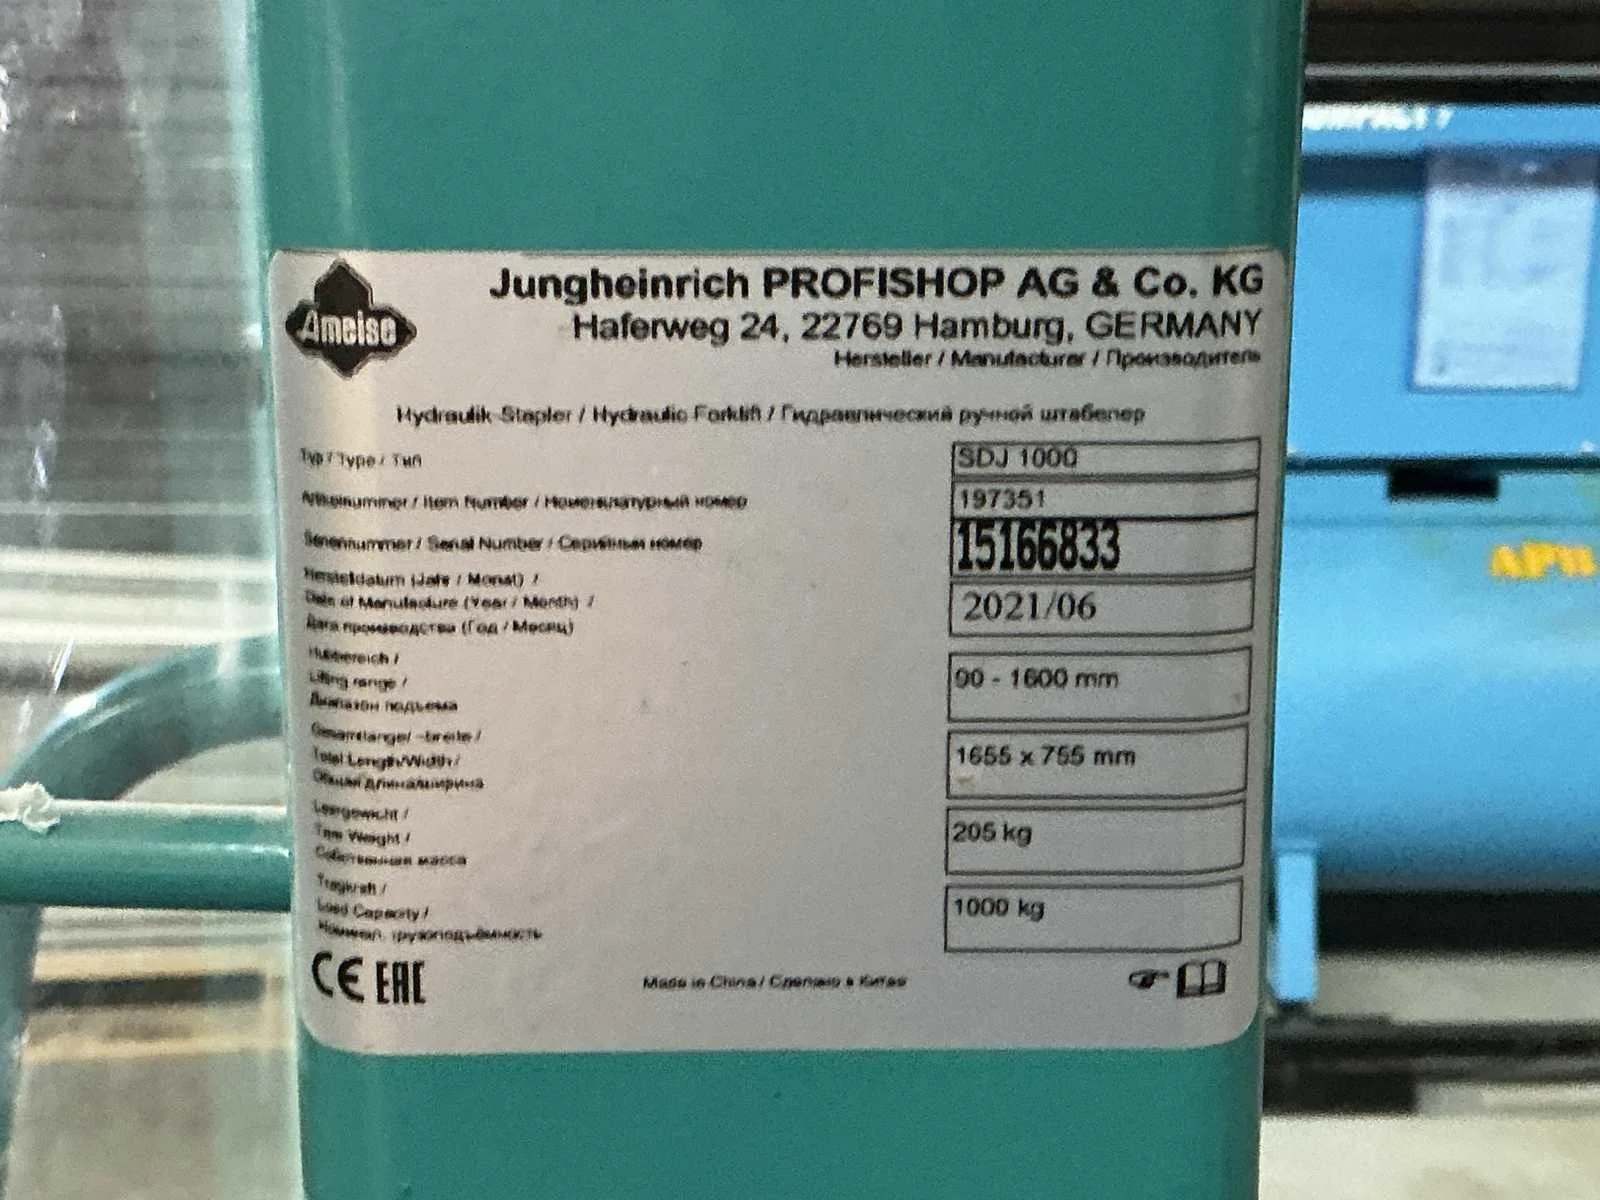 Ameise
Jungheinrich PROFISHOP AG & Co. KG
Haferweg 24, 22769 Hamburg, GERMANY
Hersteller / Manufacturer / Производитель
Hydraulik-Stapler / Hydraulic Forklift / Гидравлический ручной штабелер
Typ / Type / Тип
SDJ 1000
Artikelnummer / Item Number / Номенклатурный номер
197351
Seriennummer / Serial Number / Серийный номер
15166833
Herstelldatum (Jahr / Monat) /
Date of Manufacture (Year / Month) /
Дата производства (Год / Месяц)
2021/06
Hubbereich /
Lifting range /
Диапазон подъема
90 - 1600 mm
Gesamtlänge/ -breite /
Total Length/Width /
Общая длина/ширина
1655 x 755 mm
Leergewicht /
Tare Weight /
Собственная масса
205 kg
Tragkraft /
Load Capacity /
Номинал. грузоподъёмность
1000 kg
CE EAC
Made in China / Сделано в Китае